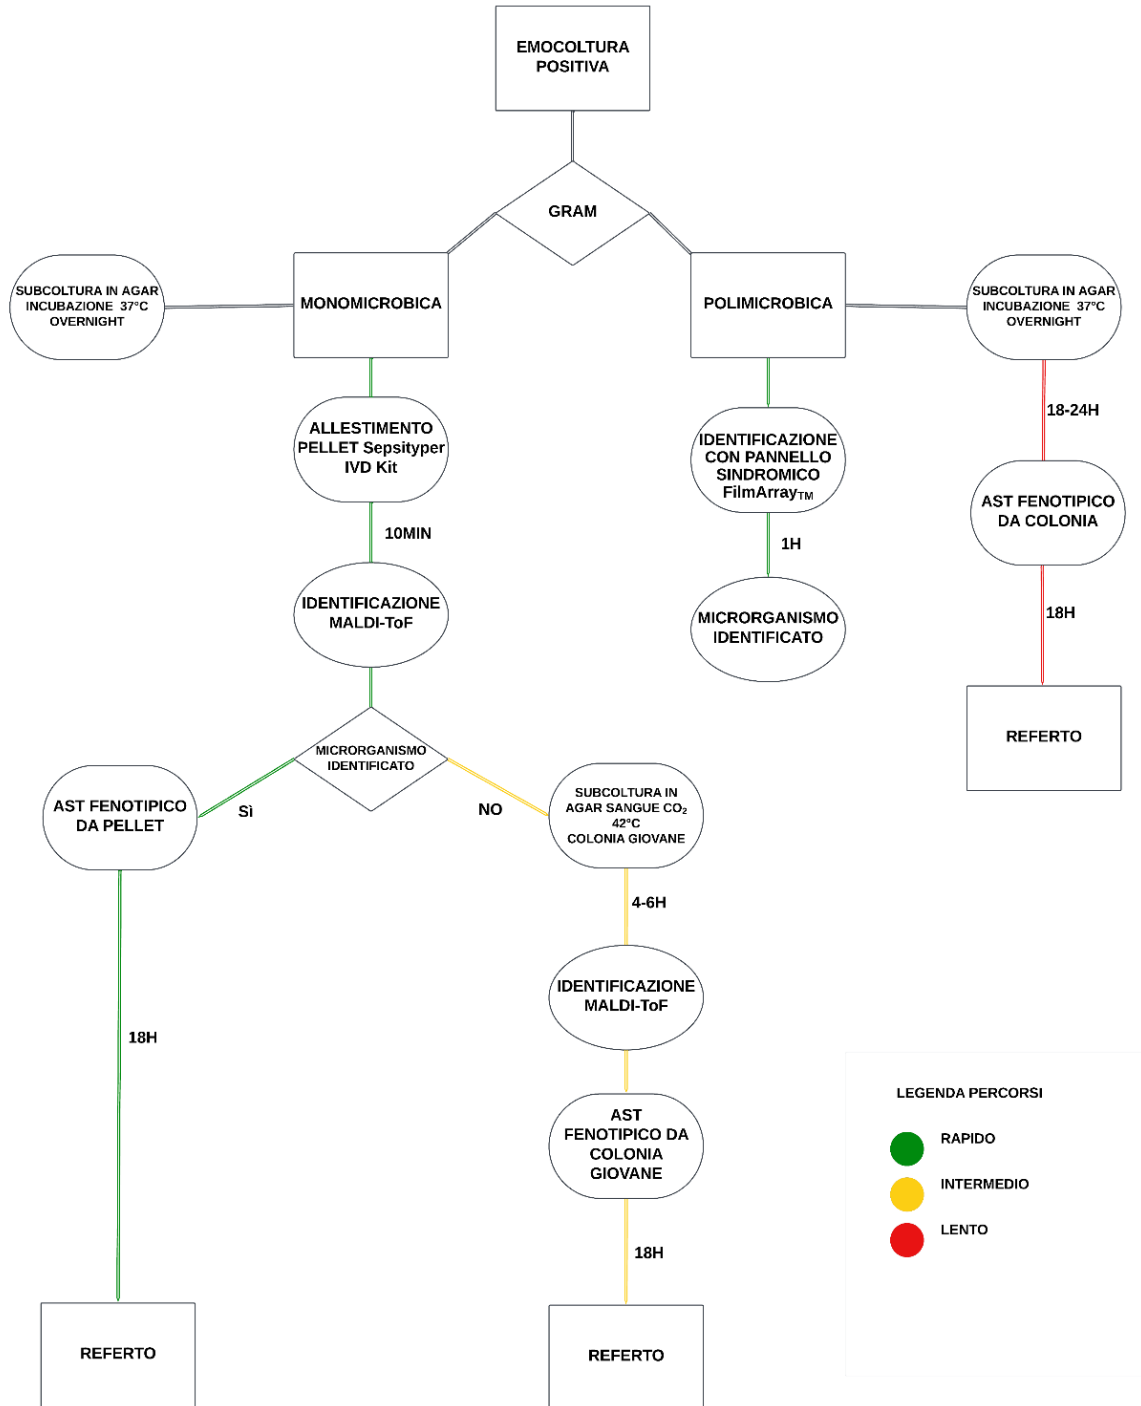 EMOCOLTURA
POSITIVA
GRAM
SUBCOLTURA IN AGAR
INCUBAZIONE 37°C
OVERNIGHT
MONOMICROBICA
POLIMICROBICA
SUBCOLTURA IN AGAR
INCUBAZIONE 37°C
OVERNIGHT
ALLESTIMENTO
PELLET Sepsityper
IVD Kit
10MIN
IDENTIFICAZIONE
MALDI-ToF
IDENTIFICAZIONE
CON PANNELLO
SINDROMICO
FilmArrayTM
1H
MICRORGANISMO
IDENTIFICATO
18-24H
AST FENOTIPICO
DA COLONIA
18H
REFERTO
MICRORGANISMO
IDENTIFICATO
Sì
NO
AST FENOTIPICO
DA PELLET
18H
REFERTO
SUBCOLTURA IN
AGAR SANGUE CO₂
42°C
COLONIA GIOVANE
4-6H
IDENTIFICAZIONE
MALDI-ToF
AST
FENOTIPICO DA
COLONIA
GIOVANE
18H
REFERTO
LEGENDA PERCORSI
RAPIDO
INTERMEDIO
LENTO